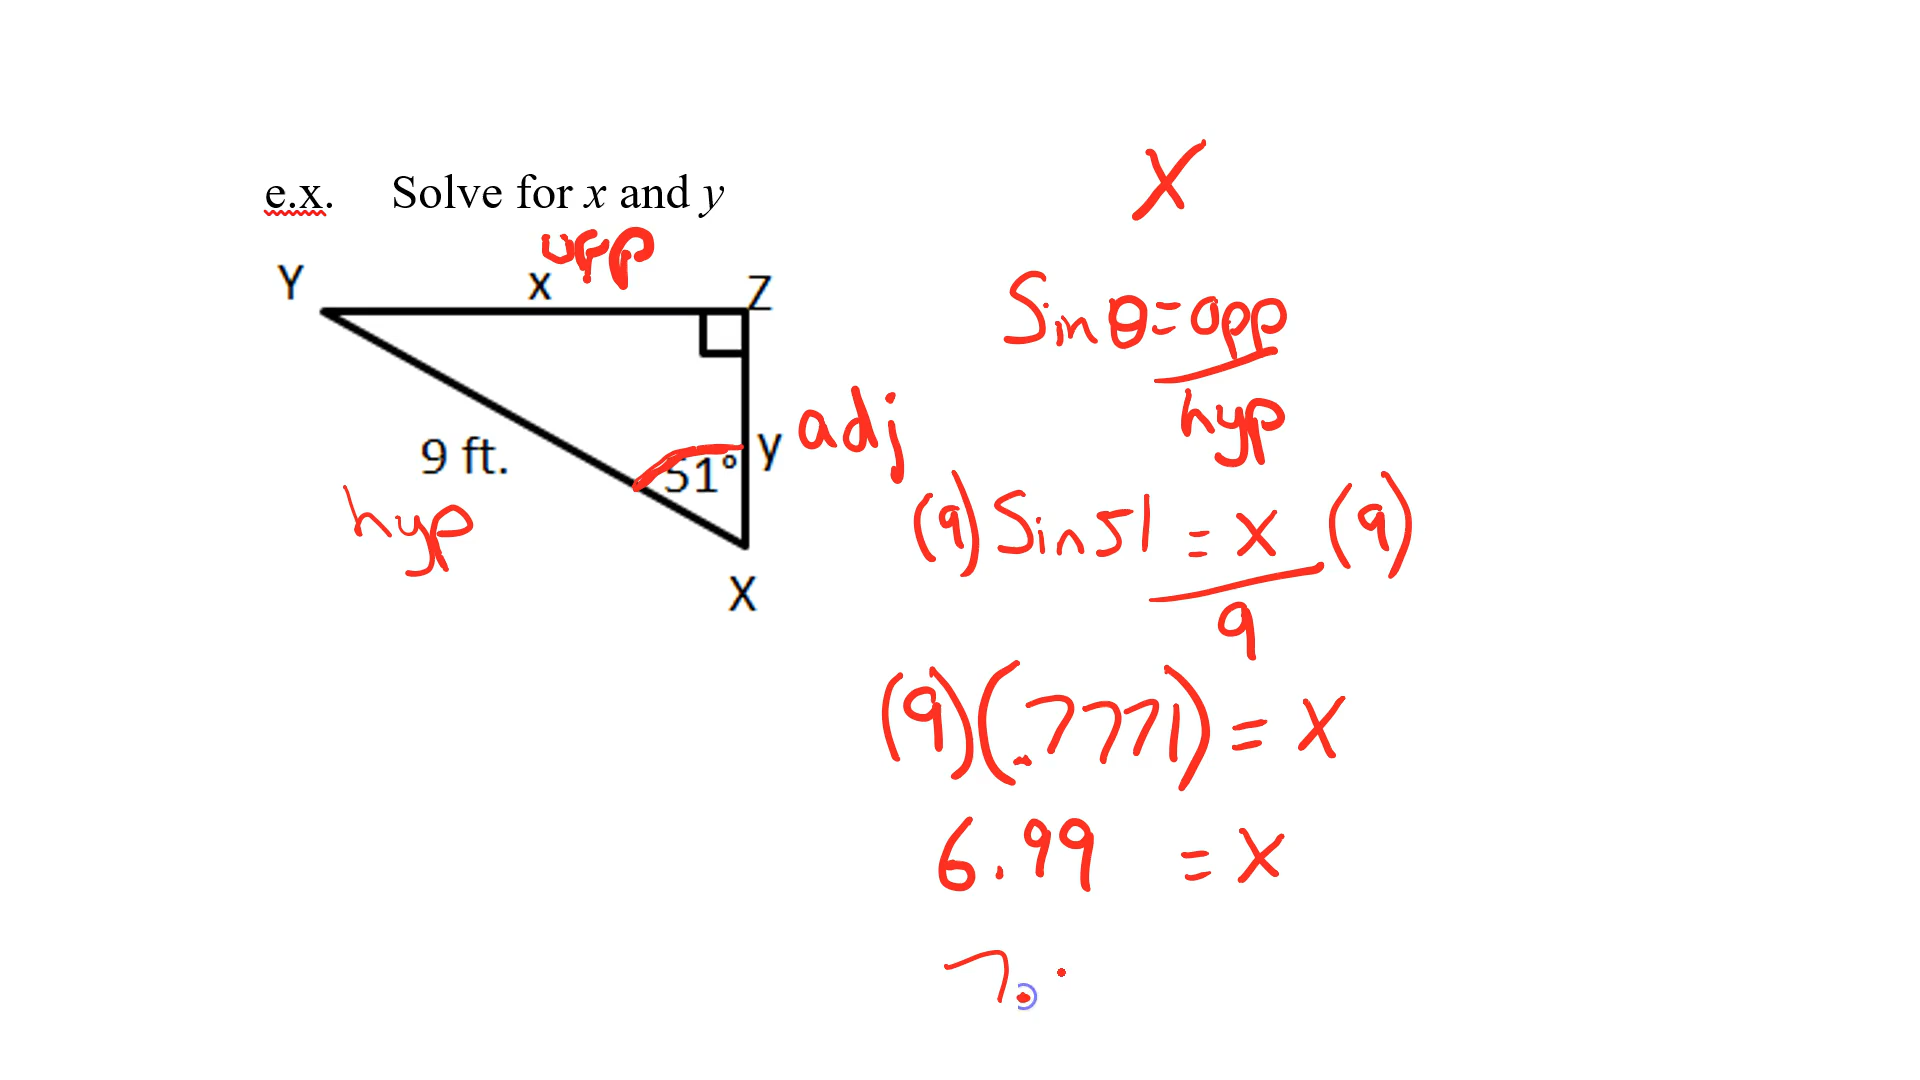 e.x. Solve for x and y
opp
Y x Z
9 ft.
hyp
51°
y adj
X
X
Sin θ = opp
hyp
(9) Sin 51 = x (9)
9
(9)(.7771) = x
6.99 = x
7.